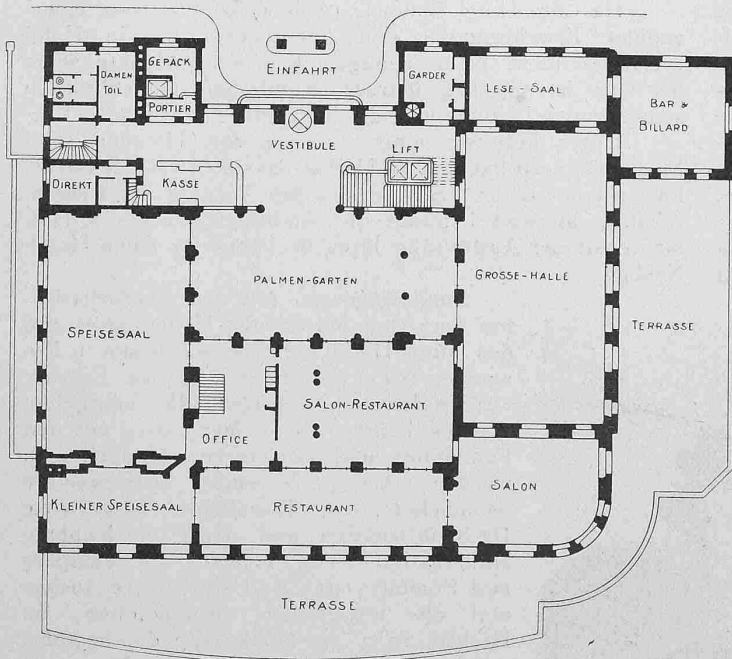 GEPÄCK
DAMEN
TOIL.
PORTIER
EINFAHRT
GARDER
LESE-SAAL
BAR &
BILLARD
VESTIBULE
LIFT
DIREKT
KASSE
PALMEN-GARTEN
GROSSE-HALLE
SPEISESAAL
TERRASSE
SALON-RESTAURANT
OFFICE
SALON
KLEINER SPEISESAAL
RESTAURANT
TERRASSE